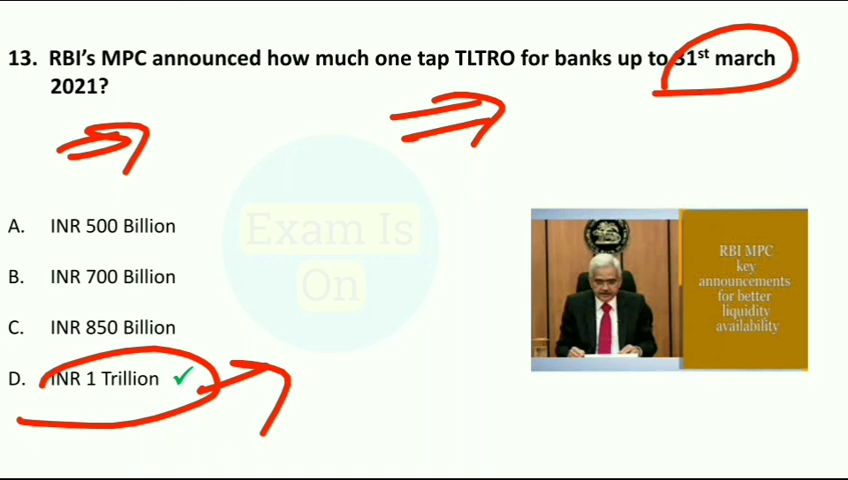 13. RBI's MPC announced how much one tap TLTRO for banks up to 31st march
2021?
Exam Is
On
A. INR 500 Billion
B. INR 700 Billion
C. INR 850 Billion
D. INR 1 Trillion ✓
RBI MPC
key
announcements
for better
liquidity
availability